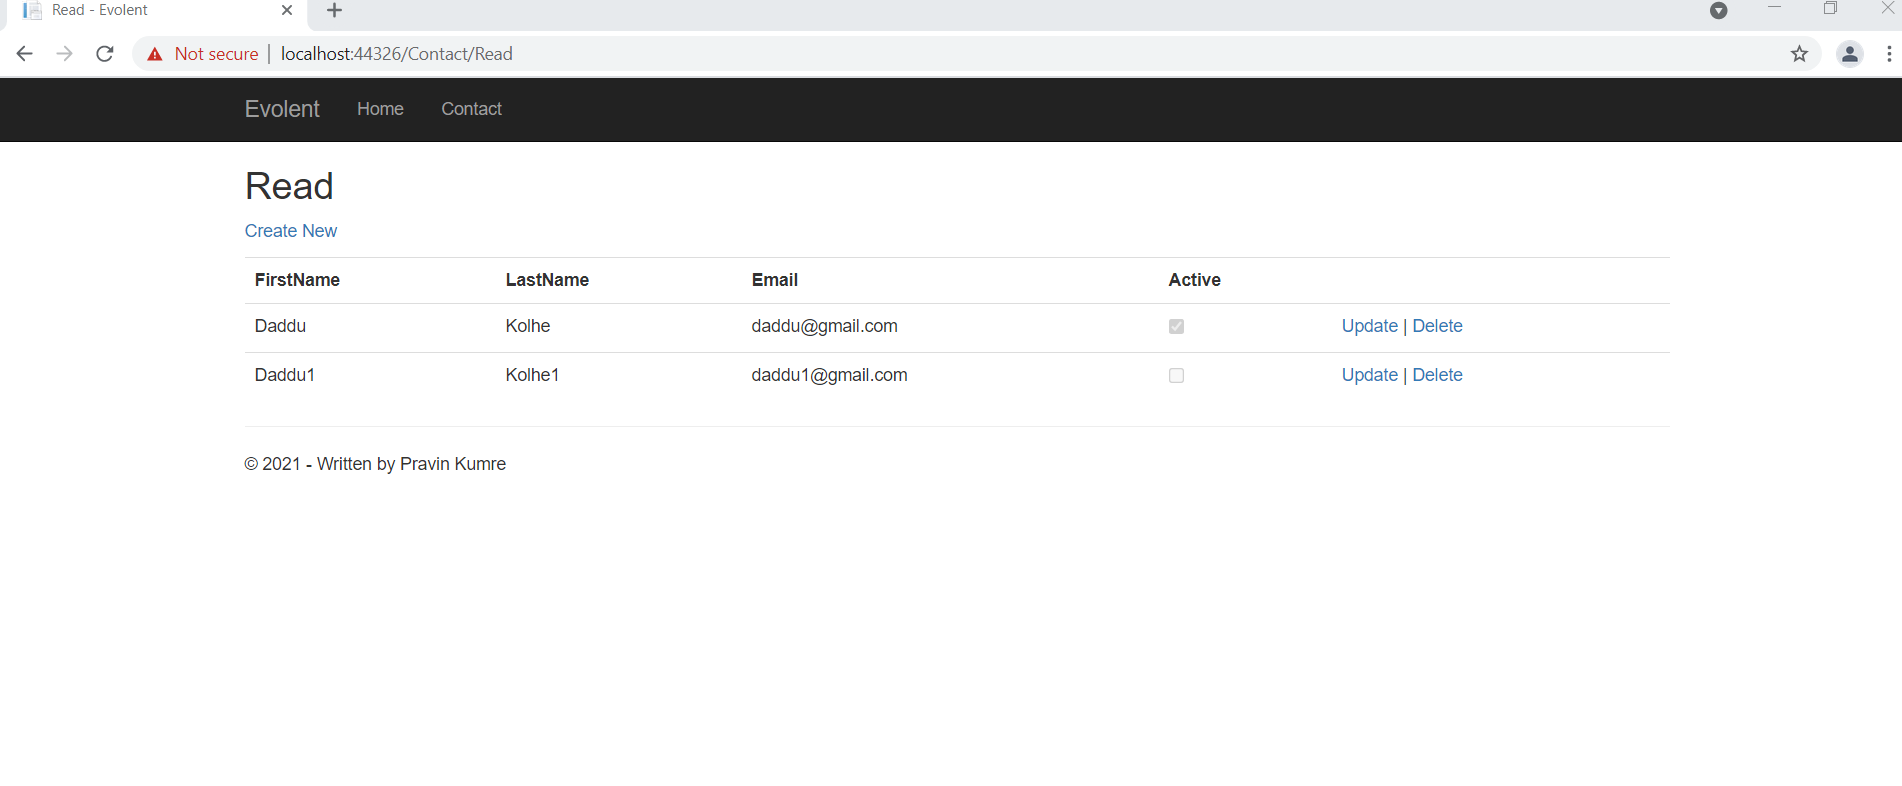 Read - Evolent
Not secure | localhost:44326/Contact/Read
Evolent Home Contact
Read
Create New
FirstName LastName Email Active
Daddu Kolhe daddu@gmail.com Update | Delete
Daddu1 Kolhe1 daddu1@gmail.com Update | Delete
© 2021 - Written by Pravin Kumre